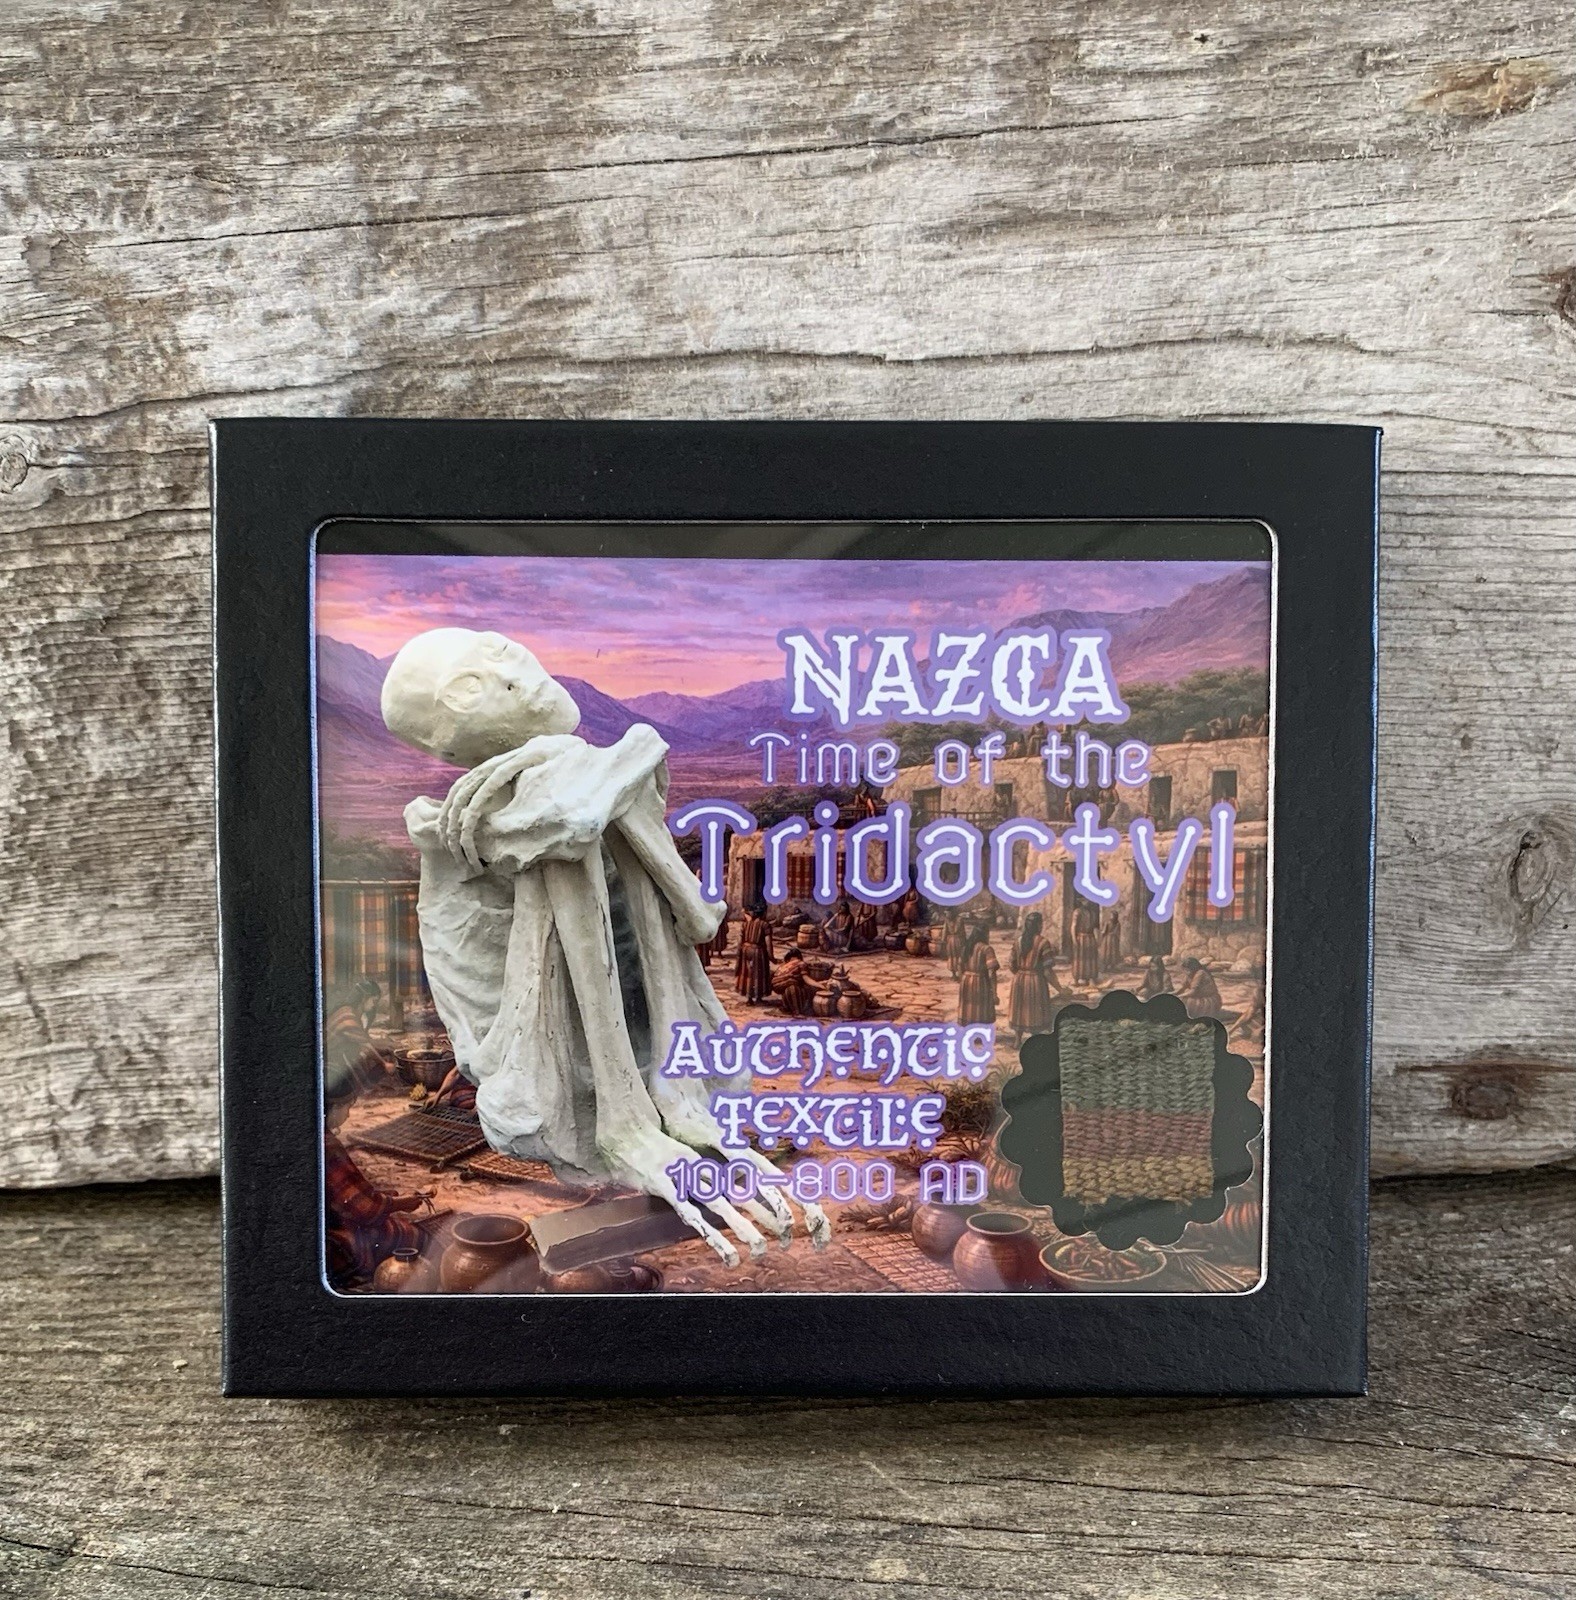 NAZCA
Time of the
Tridactyl
Authentic
Textile
100-800 AD